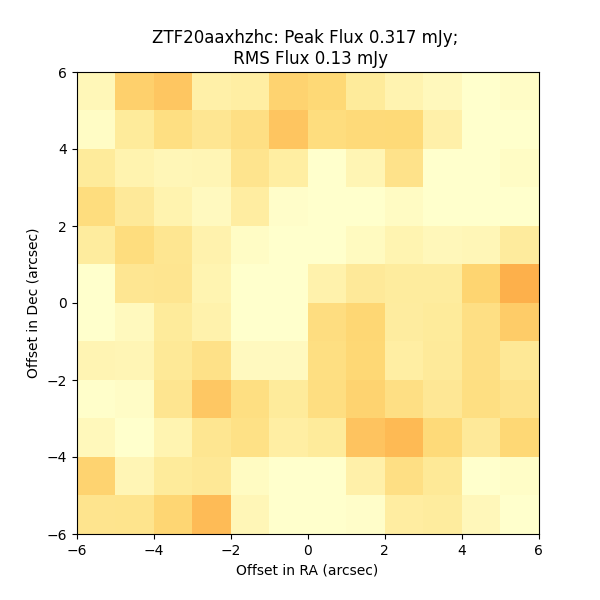 ZTF20aaxhzhc: Peak Flux 0.317 mJy;
RMS Flux 0.13 mJy
6
4
2
0
−2
−4
−6
Offset in Dec (arcsec)
−6 −4 −2 0 2 4 6
Offset in RA (arcsec)